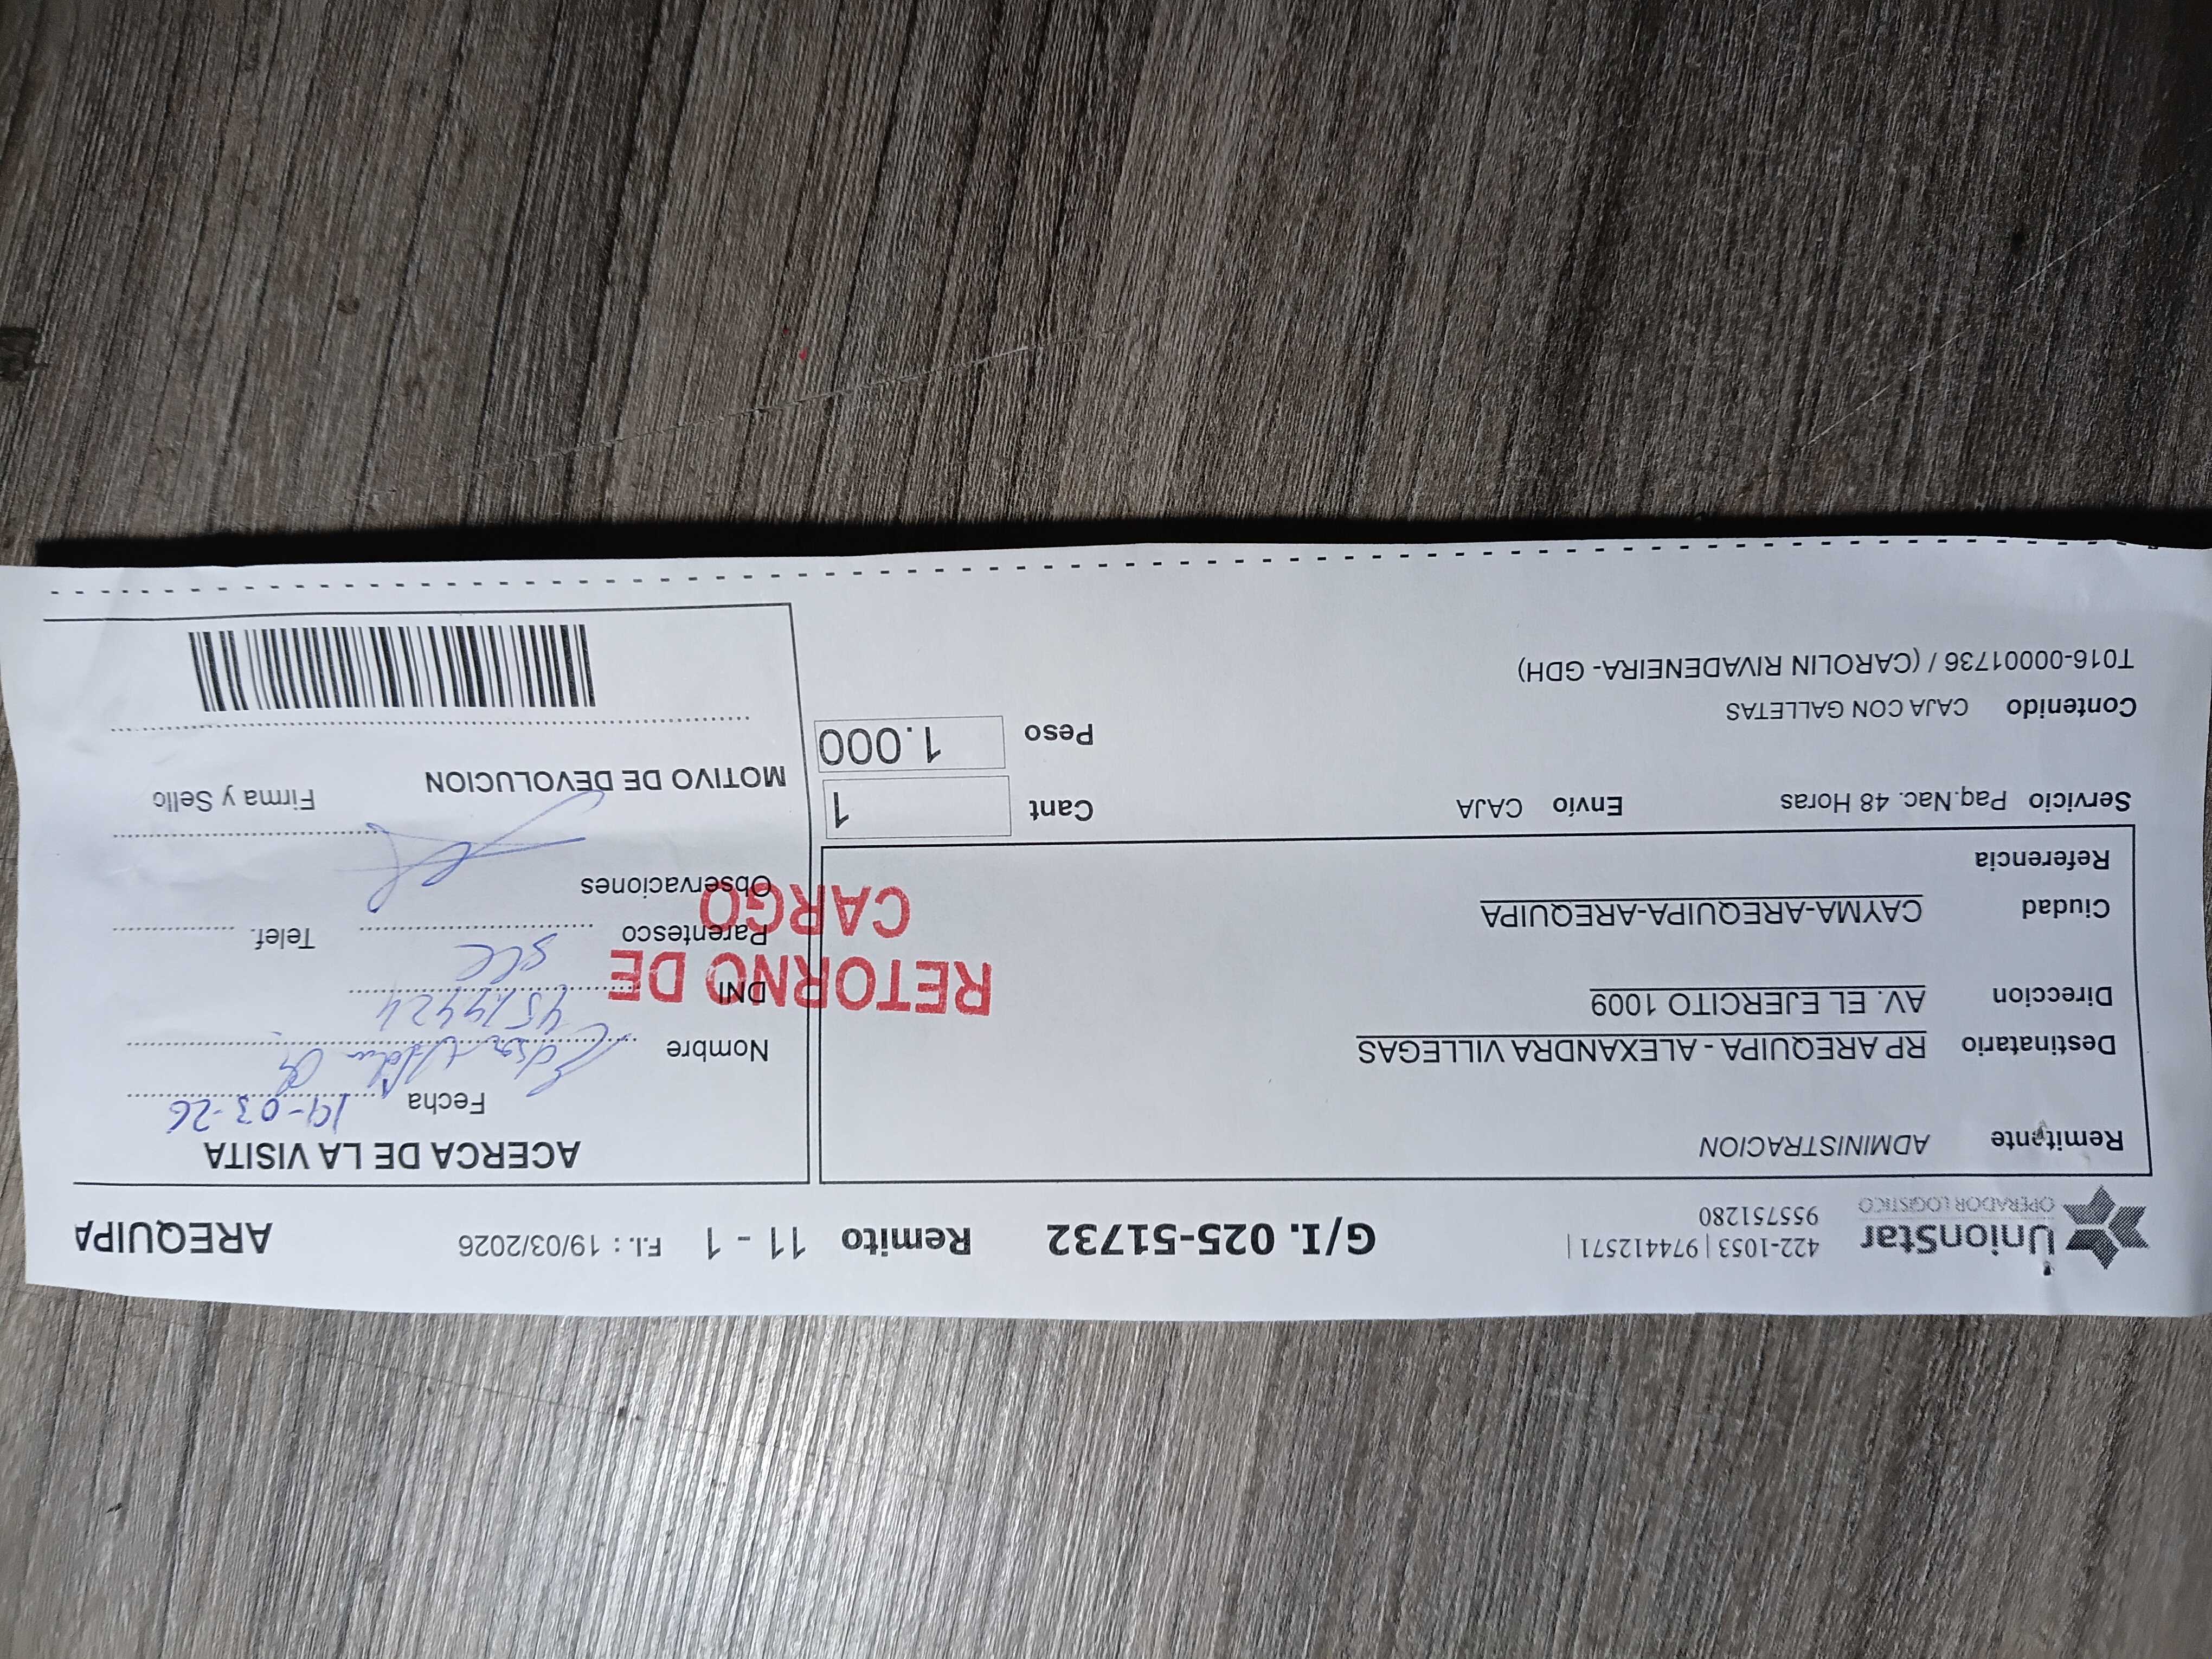 UnionStar
OPERADOR LOGISTICO
422-1053 | 974412571 |
955751280
G/I. 025-51732 Remito 11 - 1 F.I. : 19/03/2026 AREQUIPA
Remitente ADMINISTRACION
Destinatario RP AREQUIPA - ALEXANDRA VILLEGAS
Direccion AV. EL EJERCITO 1009
Ciudad CAYMA-AREQUIPA-AREQUIPA
Referencia
Servicio Paq.Nac. 48 Horas Envío CAJA
Cant 1
Contenido CAJA CON GALLETAS
Peso 1.000
T016-00001736 / (CAROLIN RIVADENEIRA- GDH)
RETORNO DE
CARGO
ACERCA DE LA VISITA
Fecha 19-03-26
Nombre
DNI
Parentesco Telef.
Observaciones
MOTIVO DE DEVOLUCION Firma y Sello